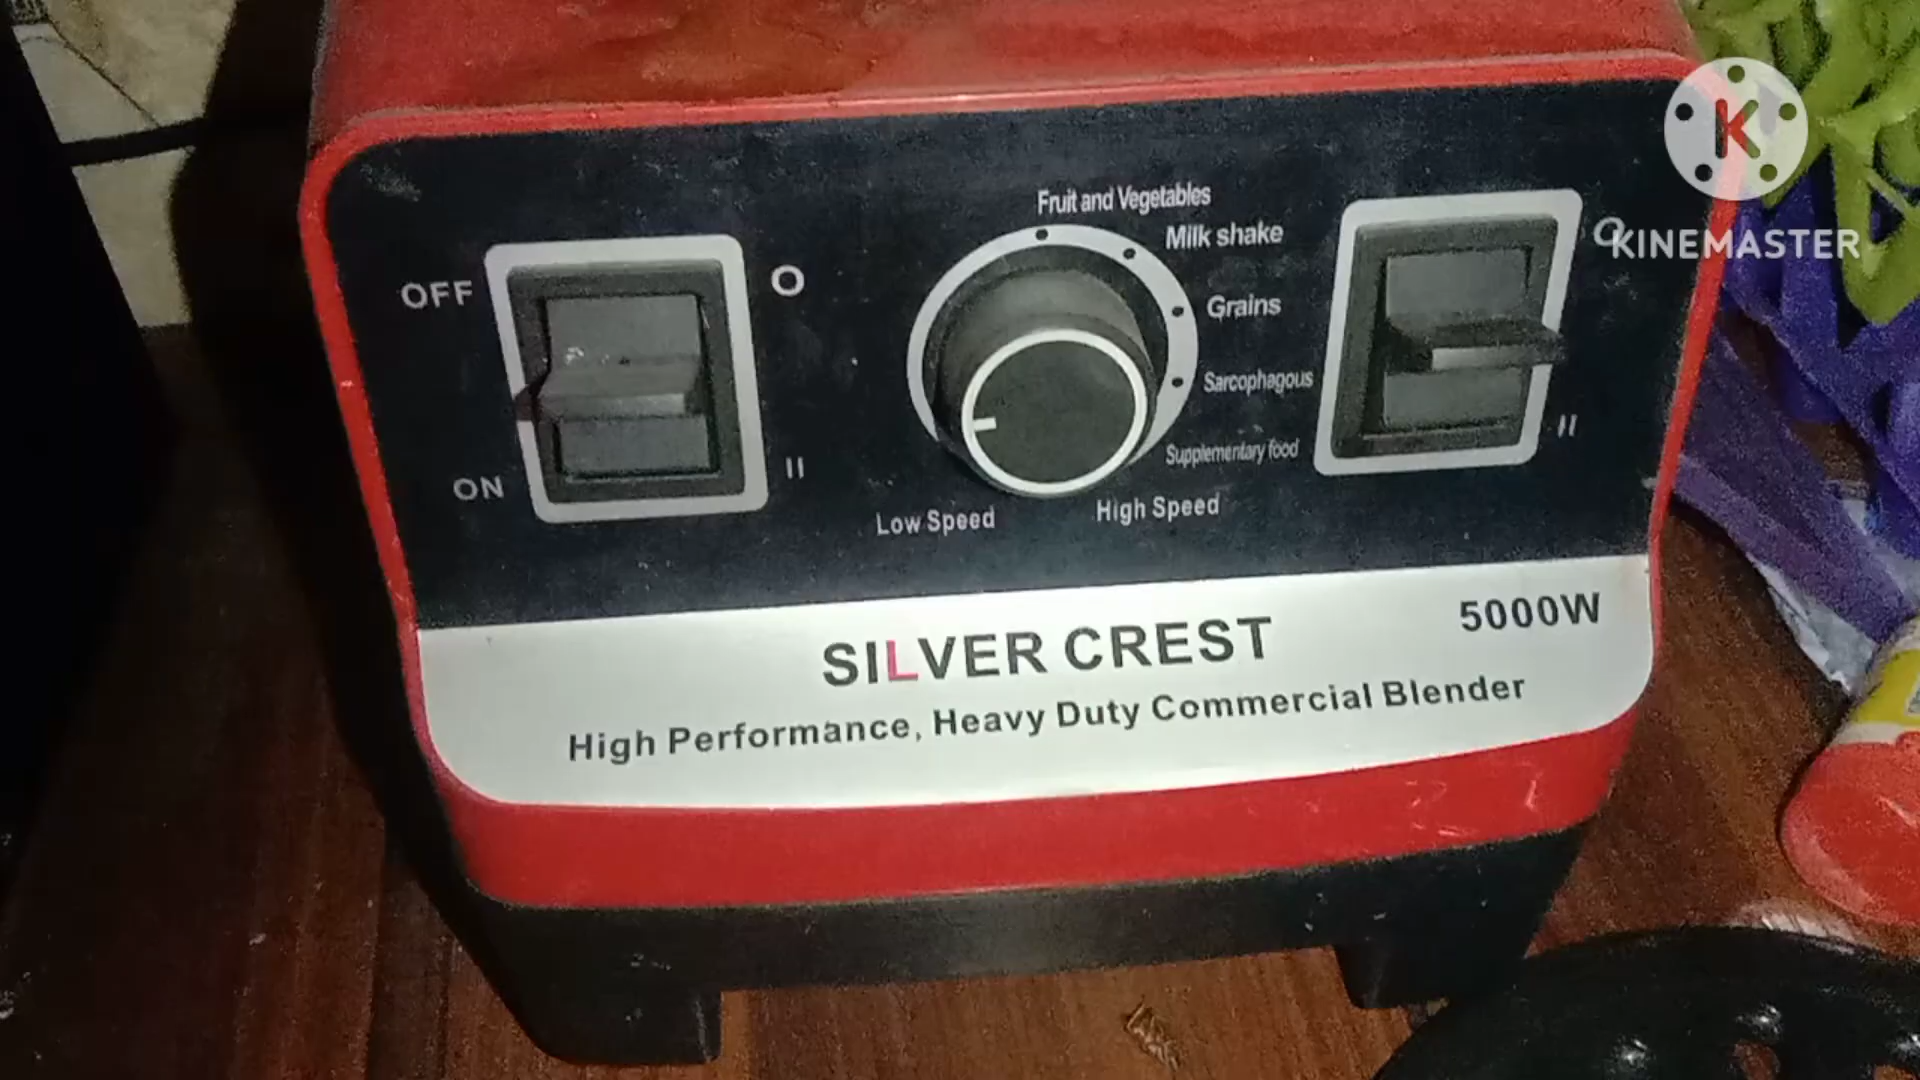 Fruit and Vegetables
Milk shake
Grains
Sarcophagous
Supplementary food
High Speed
Low Speed
OFF
O
ON
II
O
II
SILVER CREST
5000W
High Performance, Heavy Duty Commercial Blender
K
KINEMASTER